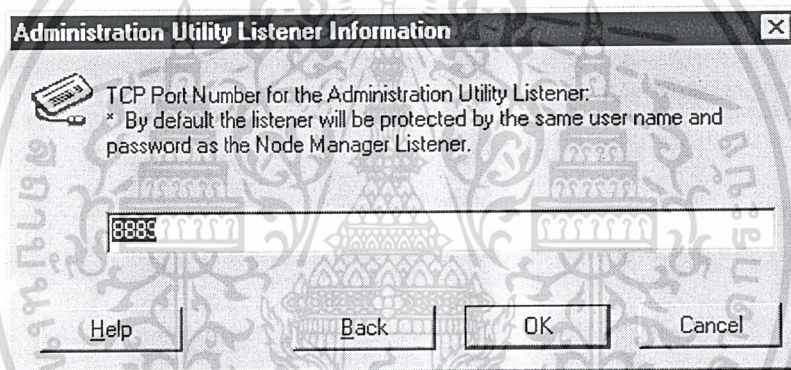 Administration Utility Listener Information
TCP Port Number for the Administration Utility Listener:
* By default the listener will be protected by the same user name and
password as the Node Manager Listener.
8889
Help Back OK Cancel